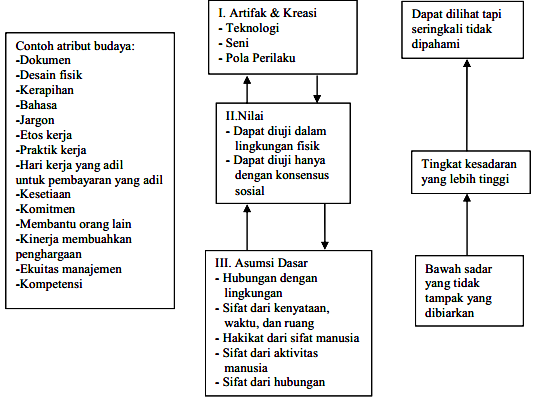 Contoh atribut budaya:
-Dokumen
-Desain fisik
-Kerapihan
-Bahasa
-Jargon
-Etos kerja
-Praktik kerja
-Hari kerja yang adil
untuk pembayaran yang adil
-Kesetiaan
-Komitmen
-Membantu orang lain
-Kinerja membuahkan
penghargaan
-Ekuitas manajemen
-Kompetensi
I. Artifak & Kreasi
- Teknologi
- Seni
- Pola Perilaku
II.Nilai
- Dapat diuji dalam
lingkungan fisik
- Dapat diuji hanya
dengan konsensus
sosial
III. Asumsi Dasar
- Hubungan dengan
lingkungan
- Sifat dari kenyataan,
waktu, dan ruang
- Hakikat dari sifat manusia
- Sifat dari aktivitas
manusia
- Sifat dari hubungan
Dapat dilihat tapi
seringkali tidak
dipahami
Tingkat kesadaran
yang lebih tinggi
Bawah sadar
yang tidak
tampak yang
dibiarkan